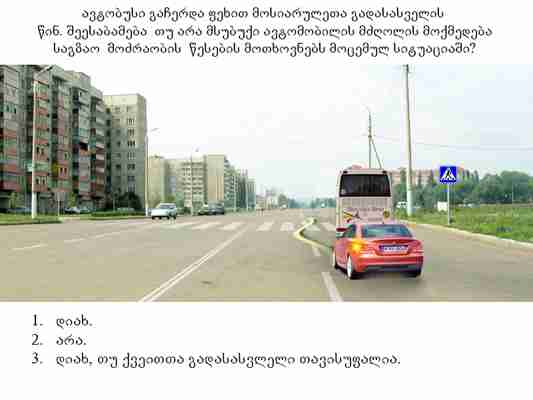 ავტობუსი გაჩერდა ფეხით მოსიარულეთა გადასასველის
წინ. შეესაბამება თუ არა მსუბუქი ავტომობილის მძღოლის მოქმედება
საგზაო მოძრაობის წესების მოთხოვნებს მოცემულ სიტუაციაში?
1. დიახ.
2. არა.
3. დიახ, თუ ქვეითთა გადასასვლელი თავისუფალია.